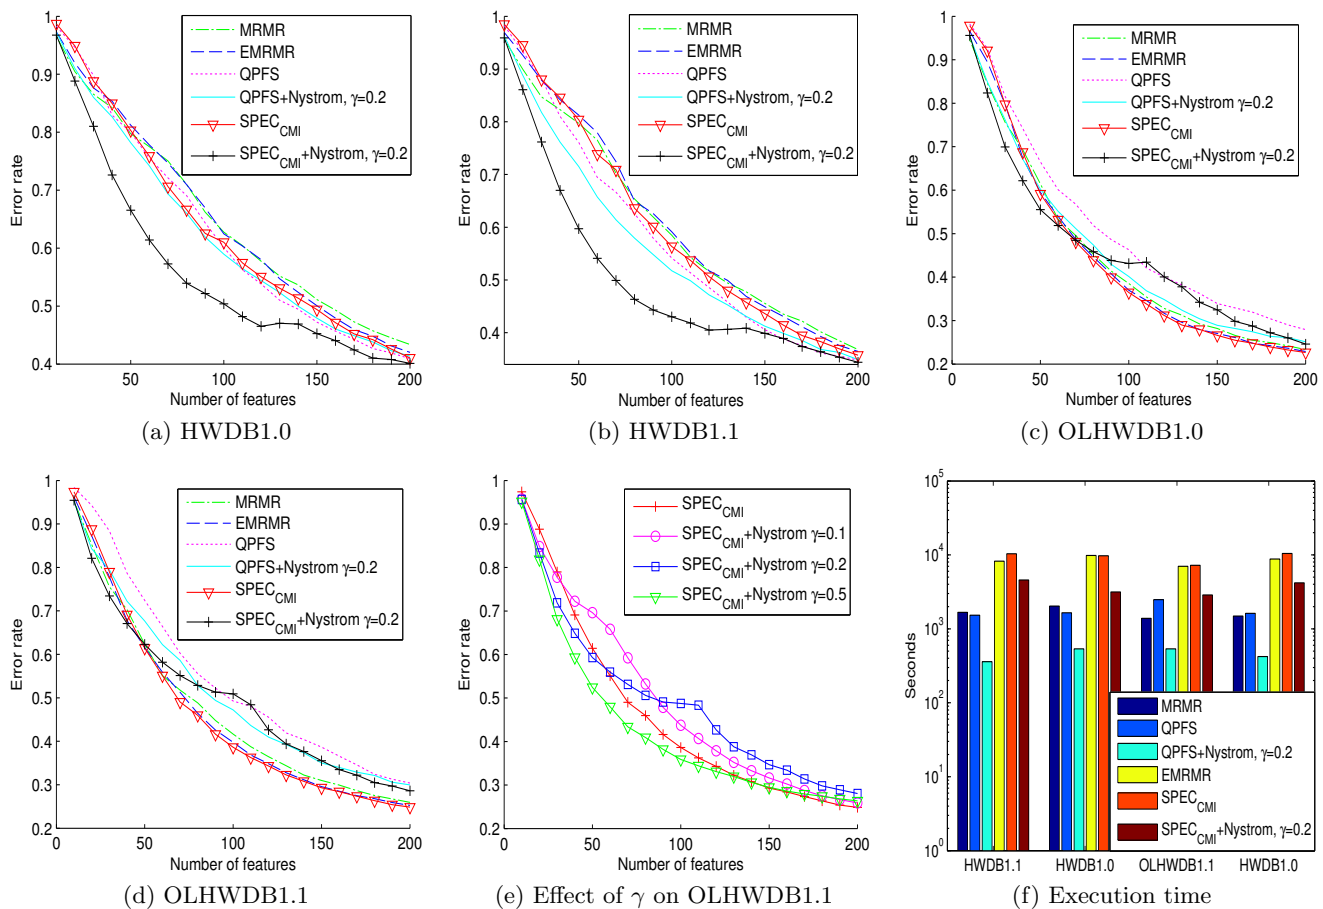 1
0.9
0.8
0.7
0.6
0.5
0.4
Error rate
50 100 150 200
Number of features
MRMR
EMRMR
QPFS
QPFS+Nystrom, γ=0.2
SPEC_CMI
SPEC_CMI+Nystrom, γ=0.2
(a) HWDB1.0
1
0.9
0.8
0.7
0.6
0.5
0.4
Error rate
50 100 150 200
Number of features
MRMR
EMRMR
QPFS
QPFS+Nystrom, γ=0.2
SPEC_CMI
SPEC_CMI+Nystrom, γ=0.2
(b) HWDB1.1
1
0.9
0.8
0.7
0.6
0.5
0.4
0.3
0.2
Error rate
0 50 100 150 200
Number of features
MRMR
EMRMR
QPFS
QPFS+Nystrom γ=0.2
SPEC_CMI
SPEC_CMI+Nystrom γ=0.2
(c) OLHWDB1.0
1
0.9
0.8
0.7
0.6
0.5
0.4
0.3
0.2
Error rate
0 50 100 150 200
Number of features
MRMR
EMRMR
QPFS
QPFS+Nystrom γ=0.2
SPEC_CMI
SPEC_CMI+Nystrom γ=0.2
(d) OLHWDB1.1
1
0.9
0.8
0.7
0.6
0.5
0.4
0.3
0.2
Error rate
0 50 100 150 200
Number of features
SPEC_CMI
SPEC_CMI+Nystrom γ=0.1
SPEC_CMI+Nystrom γ=0.2
SPEC_CMI+Nystrom γ=0.5
(e) Effect of γ on OLHWDB1.1
10^5
10^4
10^3
10^2
10^1
10^0
Seconds
MRMR
QPFS
QPFS+Nystrom, γ=0.2
EMRMR
SPEC_CMI
SPEC_CMI+Nystrom, γ=0.2
HWDB1.1 HWDB1.0 OLHWDB1.1 HWDB1.0
(f) Execution time